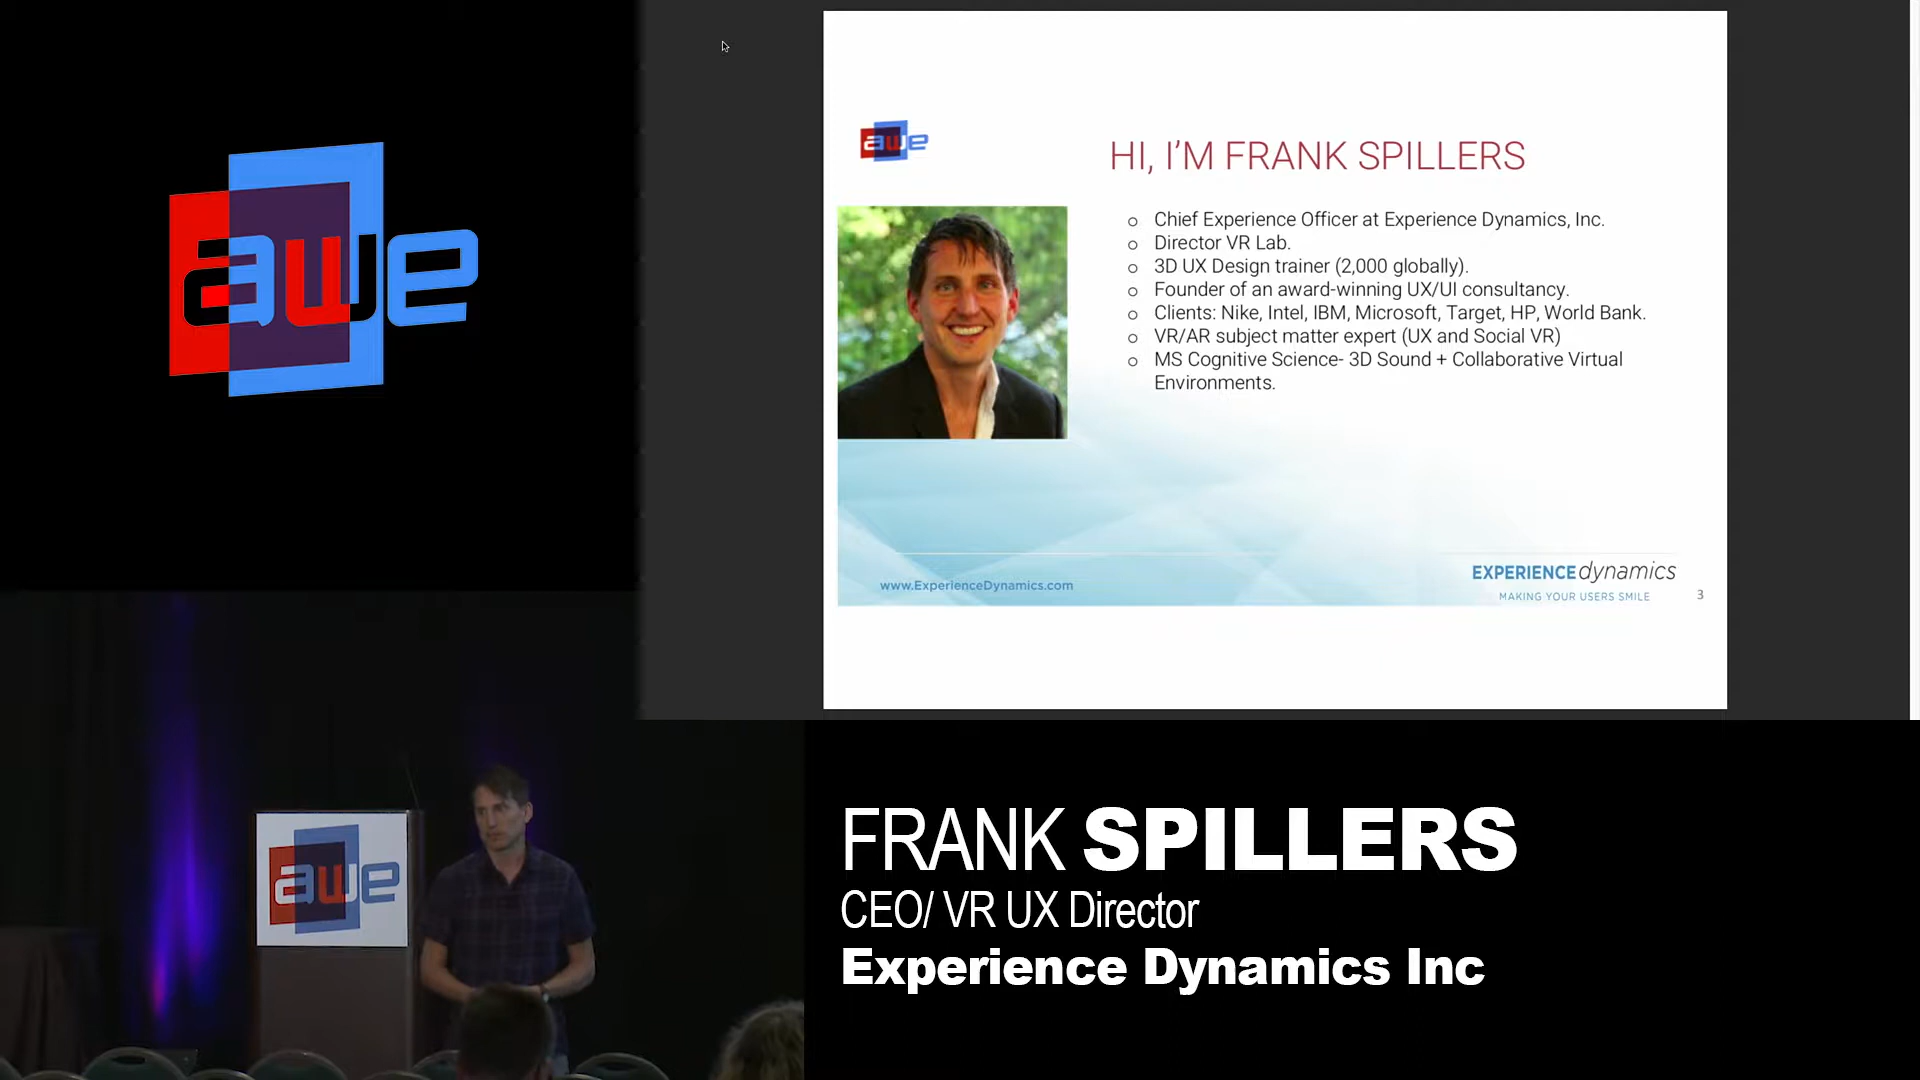 awe
awe
HI, I'M FRANK SPILLERS
Chief Experience Officer at Experience Dynamics, Inc.
Director VR Lab.
3D UX Design trainer (2,000 globally).
Founder of an award-winning UX/UI consultancy.
Clients: Nike, Intel, IBM, Microsoft, Target, HP, World Bank.
VR/AR subject matter expert (UX and Social VR)
MS Cognitive Science- 3D Sound + Collaborative Virtual
Environments.
www.ExperienceDynamics.com
EXPERIENCEdynamics
MAKING YOUR USERS SMILE
3
awe
FRANK SPILLERS
CEO/ VR UX Director
Experience Dynamics Inc